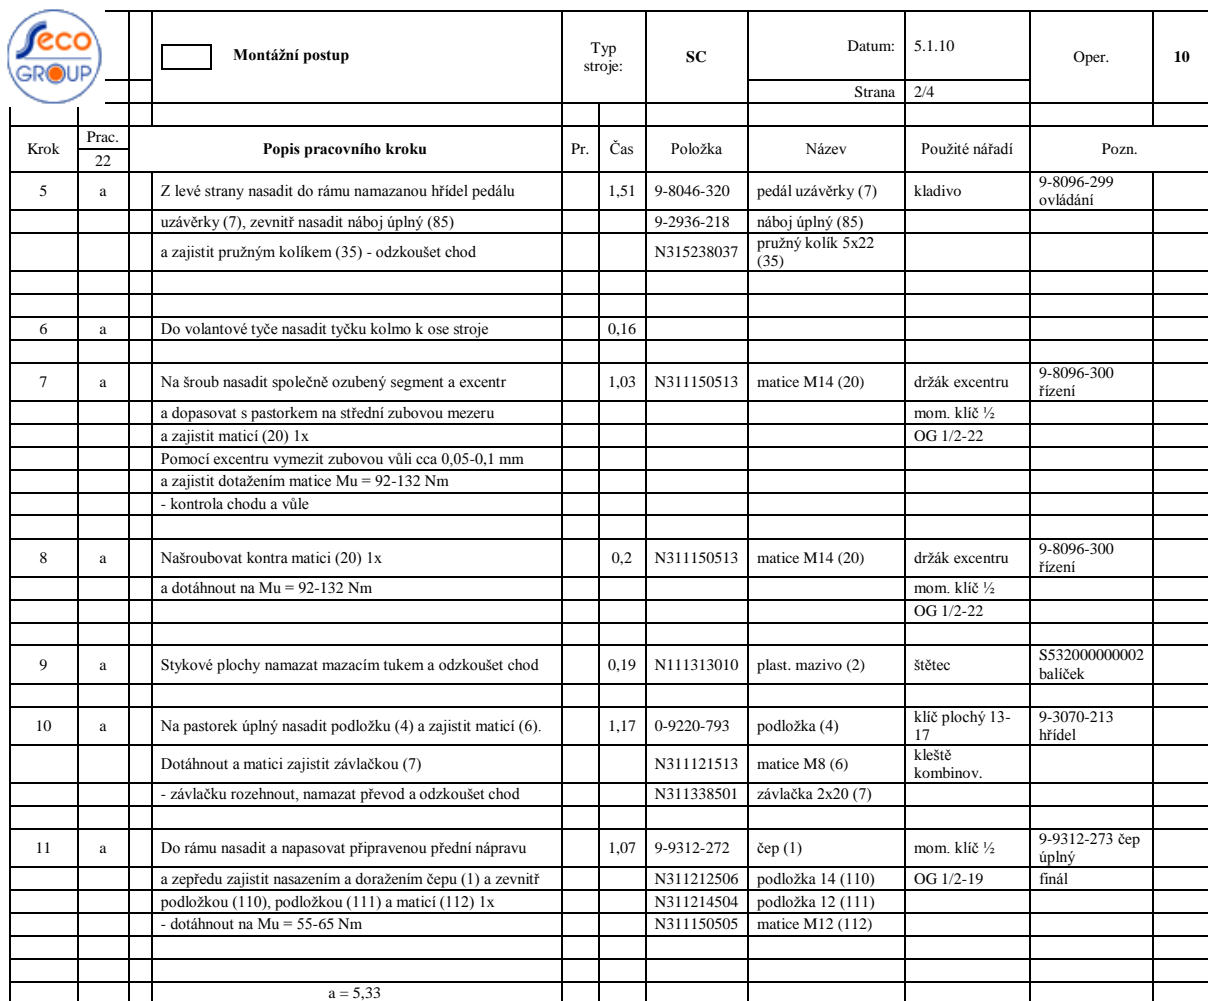 Seco
GROUP
Montážní postup
Typ stroje:
SC
Datum: 5.1.10
Oper. 10
Strana 2/4
Krok Prac. 22 Popis pracovního kroku Pr. Čas Položka Název Použité nářadí Pozn.
5 a Z levé strany nasadit do rámu namazanou hřídel pedálu 1,51 9-8046-320 pedál uzávěrky (7) kladivo 9-8096-299 ovládání
uzávěrky (7), zevnitř nasadit náboj úplný (85) 9-2936-218 náboj úplný (85)
a zajistit pružným kolíkem (35) - odzkoušet chod N315238037 pružný kolík 5x22 (35)
6 a Do volantové tyče nasadit tyčku kolmo k ose stroje 0,16
7 a Na šroub nasadit společně ozubený segment a excentr 1,03 N311150513 matice M14 (20) držák excentru 9-8096-300 řízení
a dopasovat s pastorkem na střední zubovou mezeru mom. klíč ½
a zajistit maticí (20) 1x OG 1/2-22
Pomocí excentru vymezit zubovou vůli cca 0,05-0,1 mm
a zajistit dotažením matice Mu = 92-132 Nm
- kontrola chodu a vůle
8 a Našroubovat kontra matici (20) 1x 0,2 N311150513 matice M14 (20) držák excentru 9-8096-300 řízení
a dotáhnout na Mu = 92-132 Nm mom. klíč ½
OG 1/2-22
9 a Stykové plochy namazat mazacím tukem a odzkoušet chod 0,19 N111313010 plast. mazivo (2) štětec S532000000002 balíček
10 a Na pastorek úplný nasadit podložku (4) a zajistit maticí (6). 1,17 0-9220-793 podložka (4) klíč plochý 13-17 9-3070-213 hřídel
Dotáhnout a matici zajistit závlačkou (7) N311121513 matice M8 (6) kleště kombinov.
- závlačku rozehnout, namazat převod a odzkoušet chod N311338501 závlačka 2x20 (7)
11 a Do rámu nasadit a napasovat připravenou přední nápravu 1,07 9-9312-272 čep (1) mom. klíč ½ 9-9312-273 čep úplný
a zepředu zajistit nasazením a doražením čepu (1) a zevnitř N311212506 podložka 14 (110) OG 1/2-19 finál
podložkou (110), podložkou (111) a maticí (112) 1x N311214504 podložka 12 (111)
- dotáhnout na Mu = 55-65 Nm N311150505 matice M12 (112)
a = 5,33